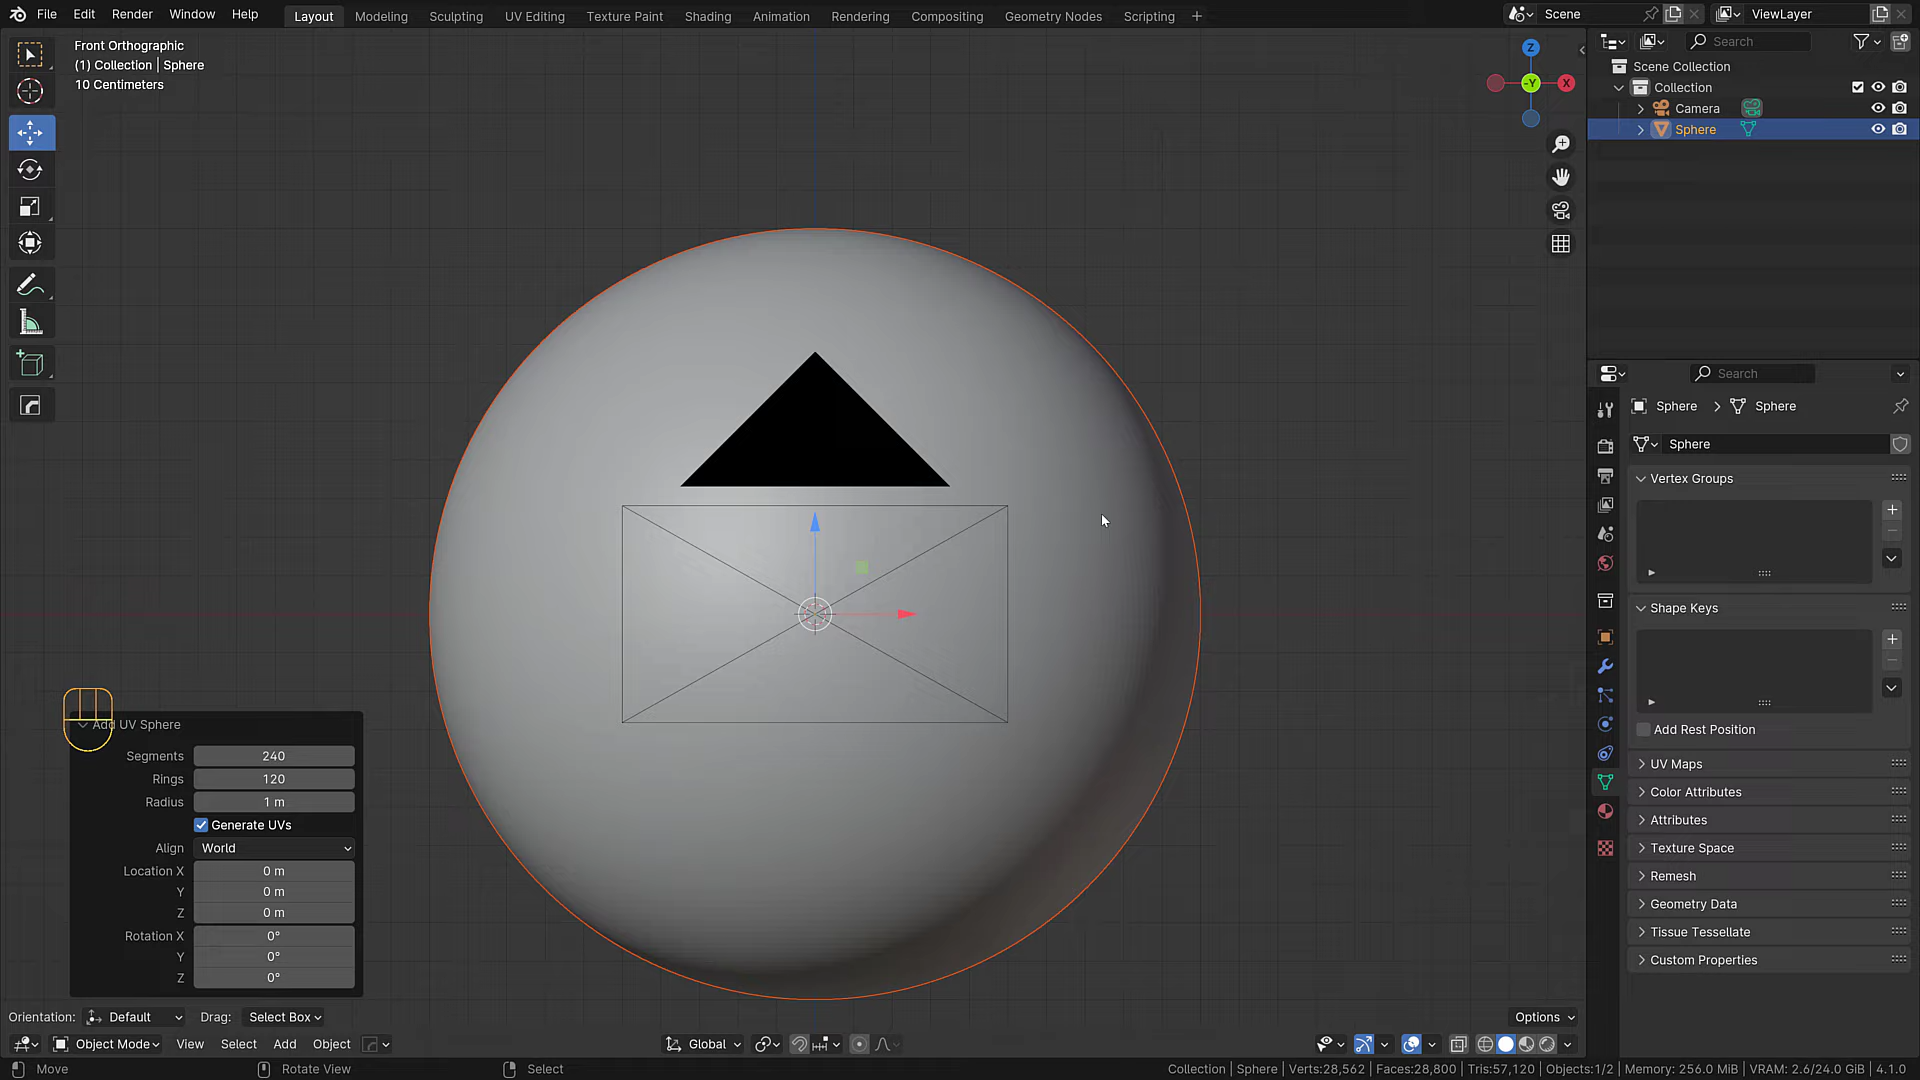 File Edit Render Window Help Layout Modeling Sculpting UV Editing Texture Paint Shading Animation Rendering Compositing Geometry Nodes Scripting Scene ViewLayer
Front Orthographic
(1) Collection | Sphere
10 Centimeters
Z
-Y
X
Search
Scene Collection
Collection
Camera
Sphere
Search
Sphere Sphere
Sphere
Vertex Groups
Shape Keys
Add Rest Position
UV Maps
Color Attributes
Attributes
Texture Space
Remesh
Geometry Data
Tissue Tessellate
Custom Properties
Add UV Sphere
Segments 240
Rings 120
Radius 1 m
Generate UVs
Align World
Location X 0 m
Y 0 m
Z 0 m
Rotation X 0°
Y 0°
Z 0°
Orientation: Default Drag: Select Box Options
Object Mode View Select Add Object Global
Move Rotate View Select Collection | Sphere | Verts:28,562 | Faces:28,800 | Tris:57,120 | Objects:1/2 | Memory: 256.0 MiB | VRAM: 2.6/24.0 GiB | 4.1.0